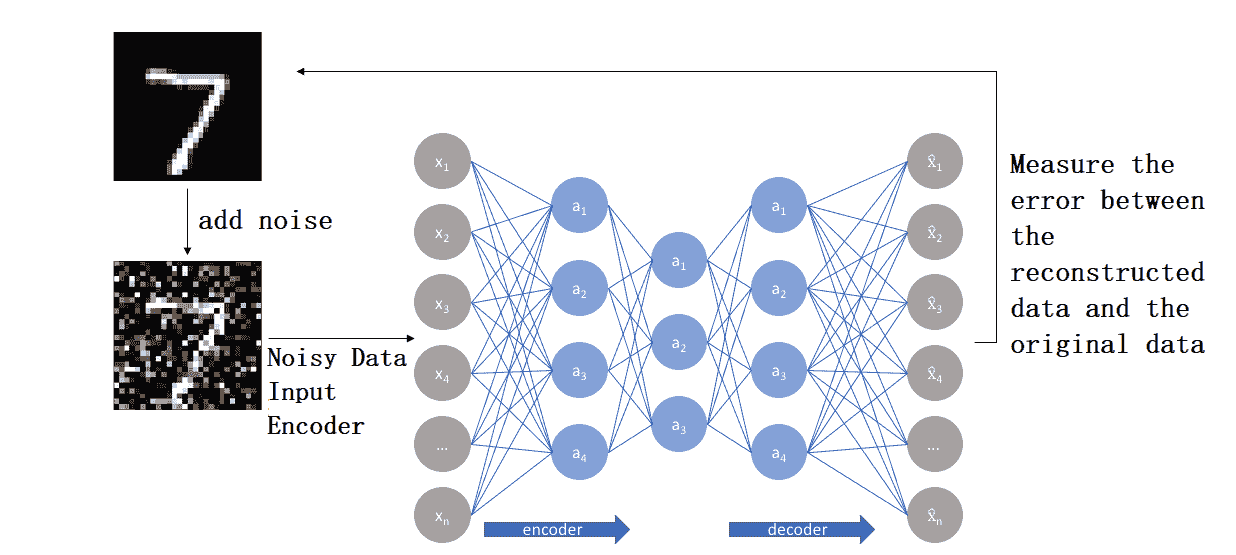 add noise
Noisy Data
Input
Encoder
x1
x2
x3
x4
...
xn
a1
a2
a3
a4
a1
a2
a3
a1
a2
a3
a4
x̂1
x̂2
x̂3
x̂4
...
x̂n
encoder
decoder
Measure the
error between
the
reconstructed
data and the
original data
7